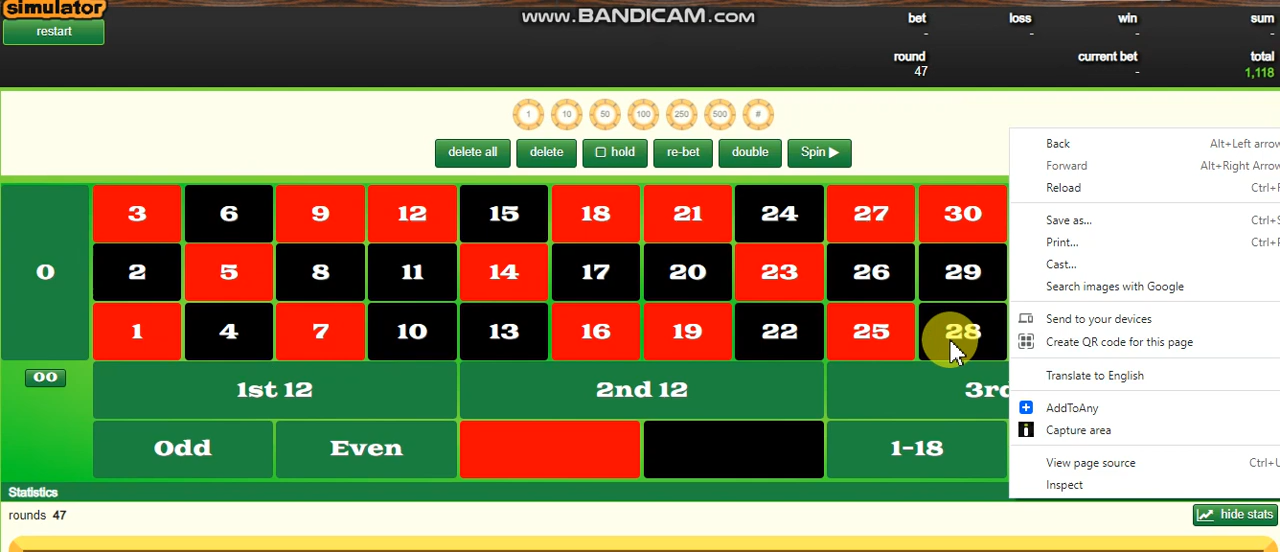 simulator
restart
www.BANDICAM.com
bet loss win sum
- - - -
round current bet total
47 - 1,118
1 10 50 100 250 500 #
delete all delete hold re-bet double Spin
0
3 6 9 12 15 18 21 24 27 30
2 5 8 11 14 17 20 23 26 29
1 4 7 10 13 16 19 22 25 28
00
1st 12 2nd 12 3rd
Odd Even 1-18
Statistics
rounds 47
hide stats
Back Alt+Left arrow
Forward Alt+Right Arrow
Reload Ctrl+
Save as... Ctrl+
Print... Ctrl+
Cast...
Search images with Google
Send to your devices
Create QR code for this page
Translate to English
AddToAny
Capture area
View page source Ctrl+
Inspect